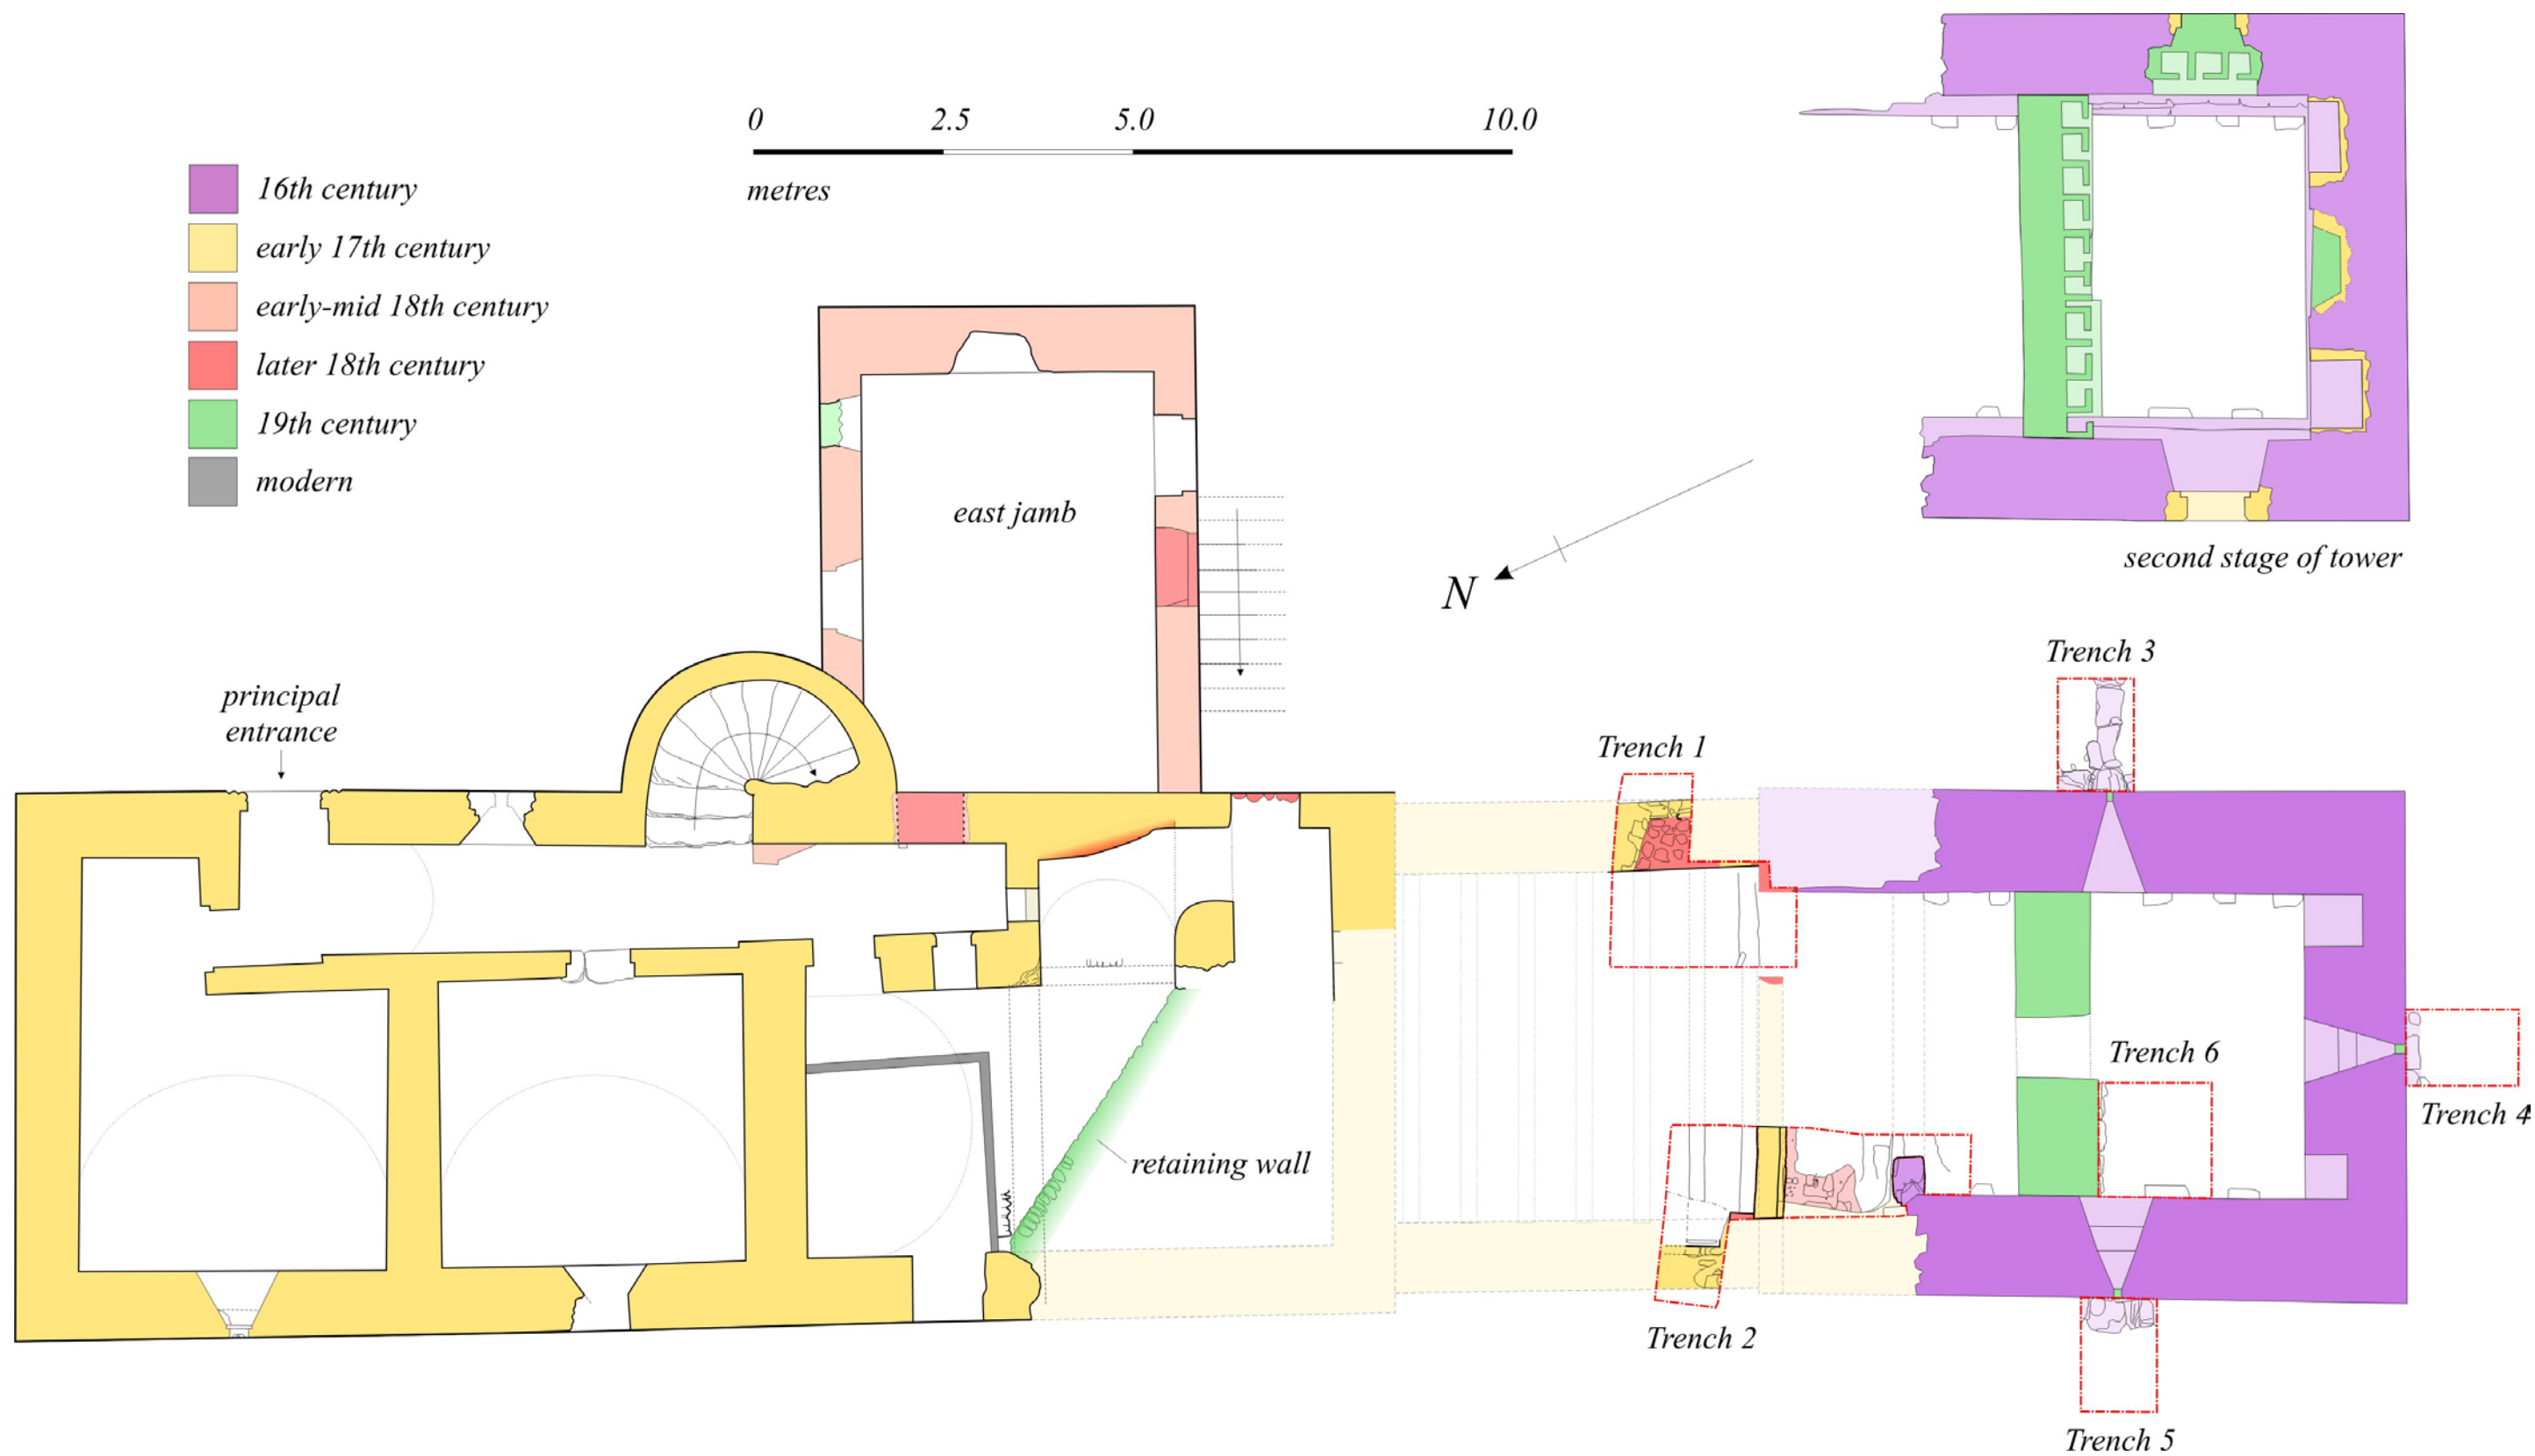 0 2.5 5.0 10.0
metres
16th century
early 17th century
early-mid 18th century
later 18th century
19th century
modern
second stage of tower
east jamb
N
principal
entrance
Trench 3
Trench 1
Trench 6
Trench 4
retaining wall
Trench 2
Trench 5